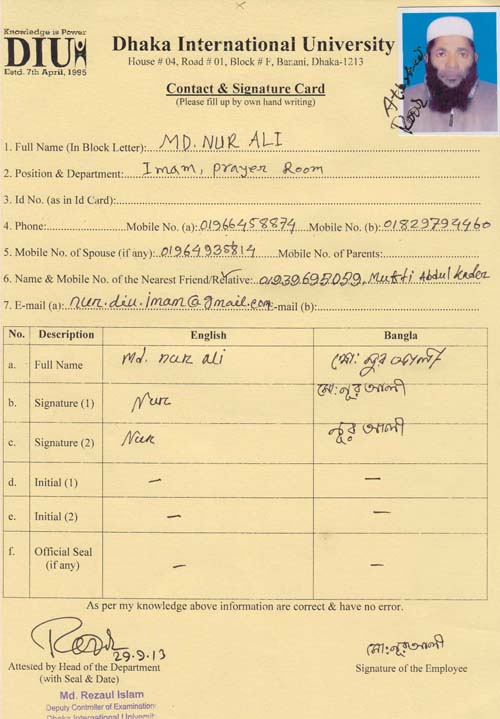 Knowledge is Power
DIU
Estd. 7th April, 1995
Dhaka International University
House # 04, Road # 01, Block # F, Banani, Dhaka-1213
Contact & Signature Card
(Please fill up by own hand writing)
Attested
1. Full Name (In Block Letter): MD. NUR ALI
2. Position & Department: Imam, prayer Room
3. Id No. (as in Id Card):
4. Phone: Mobile No. (a): 01966458874 Mobile No. (b): 01829794460
5. Mobile No. of Spouse (if any): 01964938814 Mobile No. of Parents:
6. Name & Mobile No. of the Nearest Friend/Relative: 01939695059, Mufti Abdul Kader
7. E-mail (a): nur.diu.imam@gmail.com E-mail (b):
No. Description English Bangla
a. Full Name Md. nur ali মো: নুর আলী
b. Signature (1) Nur মো: নূর আলী
c. Signature (2) Nur নূর আলী
d. Initial (1) — —
e. Initial (2) — —
f. Official Seal (if any) — —
As per my knowledge above information are correct & have no error.
29.9.13 মো: নূর আলী
Attested by Head of the Department Signature of the Employee
(with Seal & Date)
Md. Rezaul Islam
Deputy Controller of Examinations
Dhaka International University